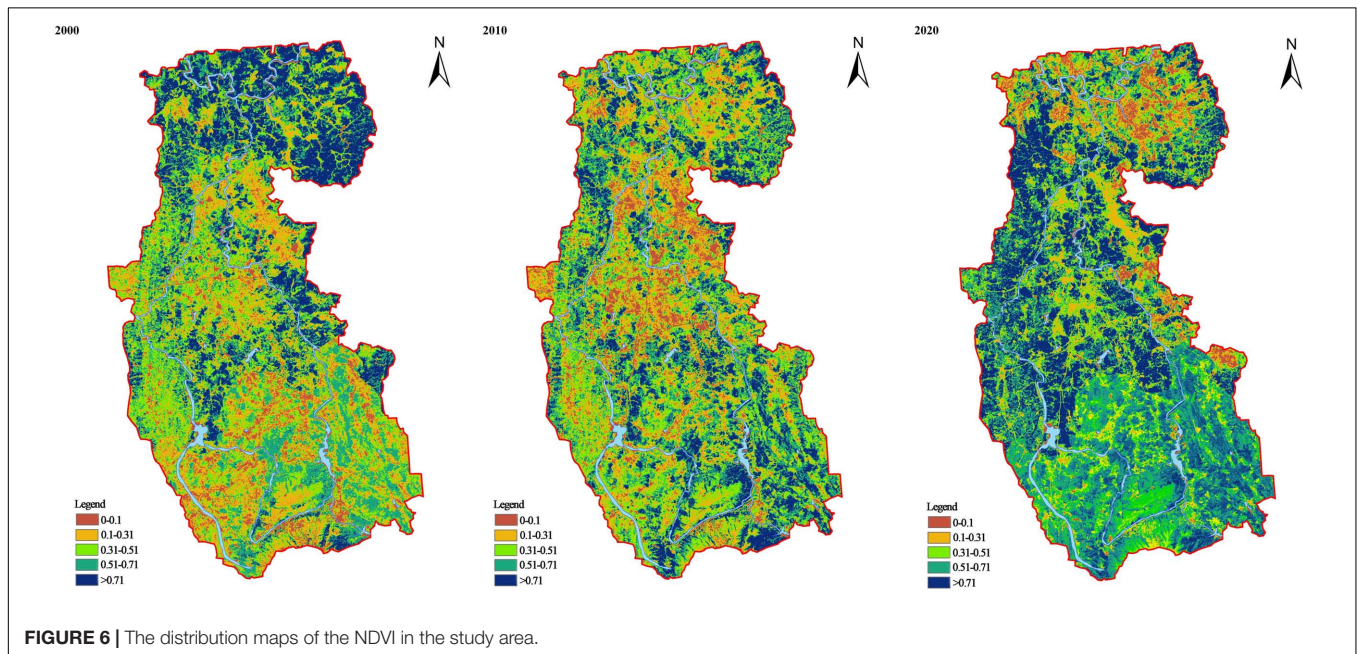 2000
N
2010
N
2020
N
Legend
0-0.1
0.1-0.31
0.31-0.51
0.51-0.71
>0.71
Legend
0-0.1
0.1-0.31
0.31-0.51
0.51-0.71
>0.71
Legend
0-0.1
0.1-0.31
0.31-0.51
0.51-0.71
>0.71
FIGURE 6 | The distribution maps of the NDVI in the study area.